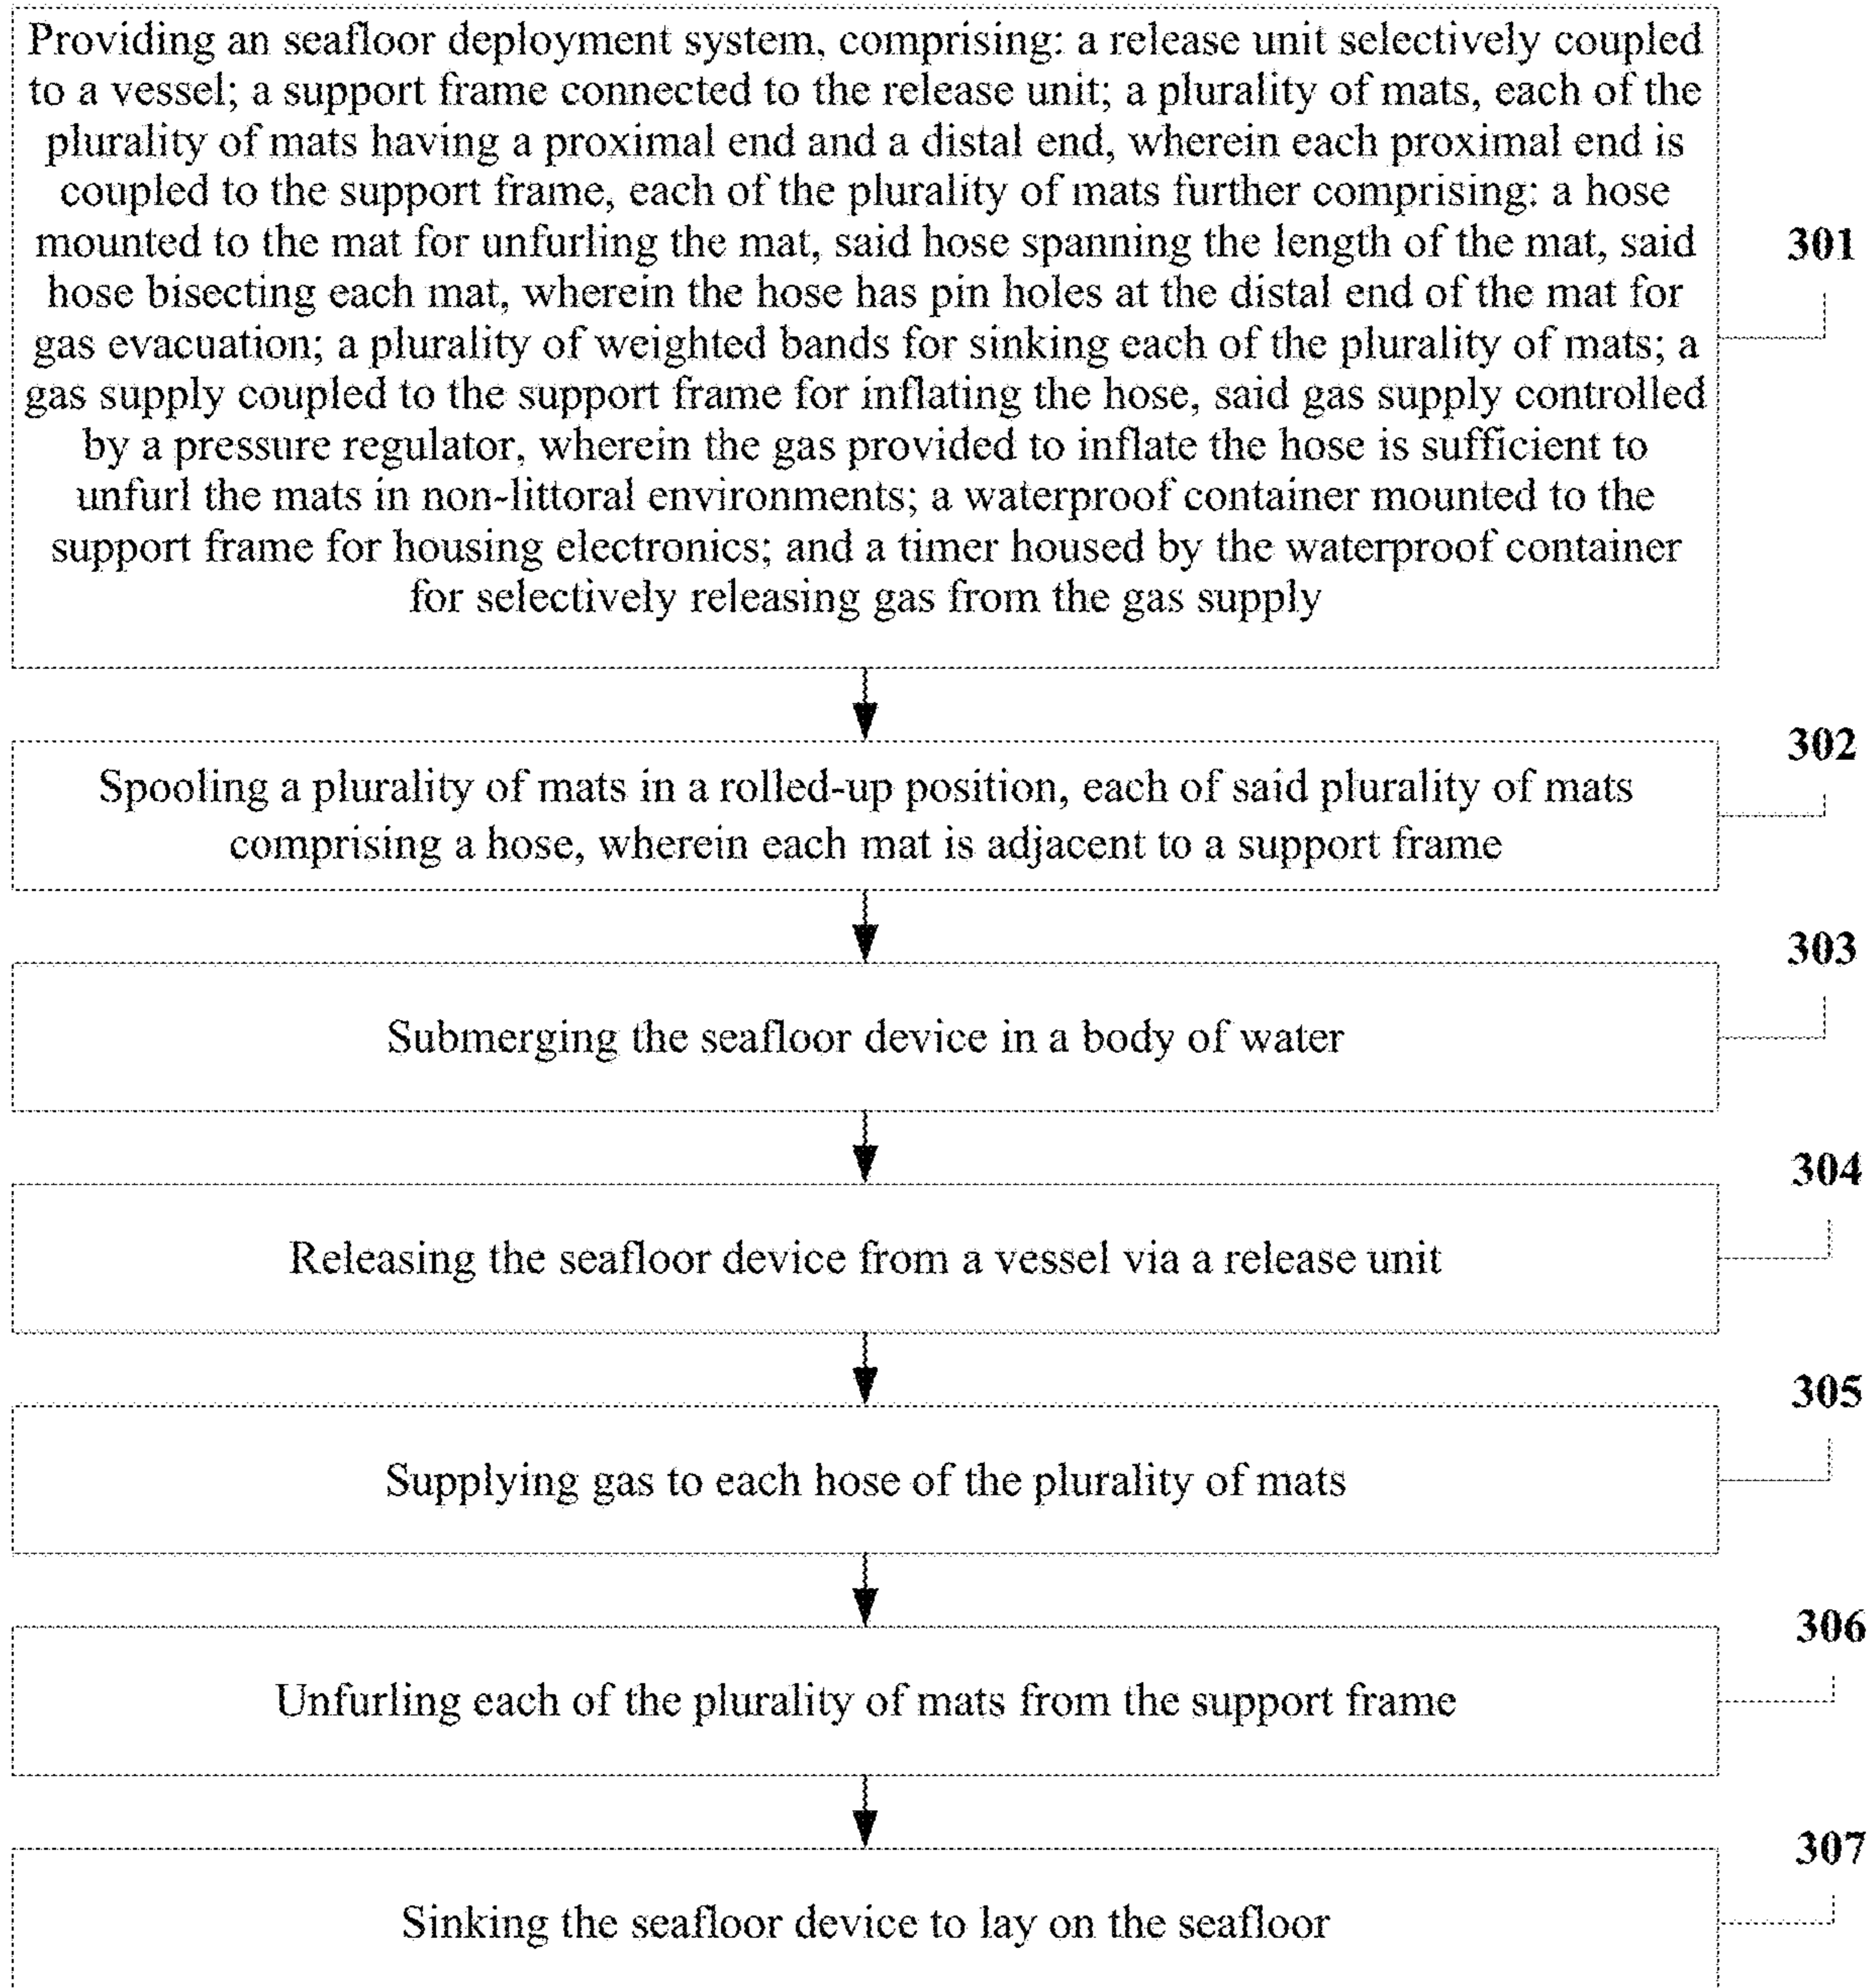 Providing an seafloor deployment system, comprising: a release unit selectively coupled
to a vessel; a support frame connected to the release unit; a plurality of mats, each of the
plurality of mats having a proximal end and a distal end, wherein each proximal end is
coupled to the support frame, each of the plurality of mats further comprising: a hose
mounted to the mat for unfurling the mat, said hose spanning the length of the mat, said
hose bisecting each mat, wherein the hose has pin holes at the distal end of the mat for
gas evacuation; a plurality of weighted bands for sinking each of the plurality of mats; a
gas supply coupled to the support frame for inflating the hose, said gas supply controlled
by a pressure regulator, wherein the gas provided to inflate the hose is sufficient to
unfurl the mats in non-littoral environments; a waterproof container mounted to the
support frame for housing electronics; and a timer housed by the waterproof container
for selectively releasing gas from the gas supply
301
302
Spooling a plurality of mats in a rolled-up position, each of said plurality of mats
comprising a hose, wherein each mat is adjacent to a support frame
303
Submerging the seafloor device in a body of water
304
Releasing the seafloor device from a vessel via a release unit
305
Supplying gas to each hose of the plurality of mats
306
Unfurling each of the plurality of mats from the support frame
307
Sinking the seafloor device to lay on the seafloor